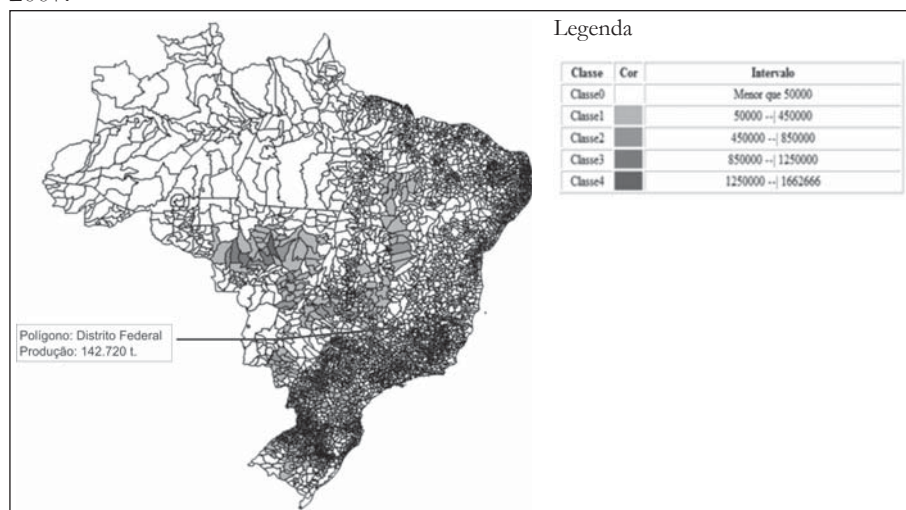 Legenda
Classe Cor Intervalo
Classe0 Menor que 50000
Classe1 50000 --| 450000
Classe2 450000 --| 850000
Classe3 850000 --| 1250000
Classe4 1250000 --| 1662666
Polígono: Distrito Federal
Produção: 142.720 t.